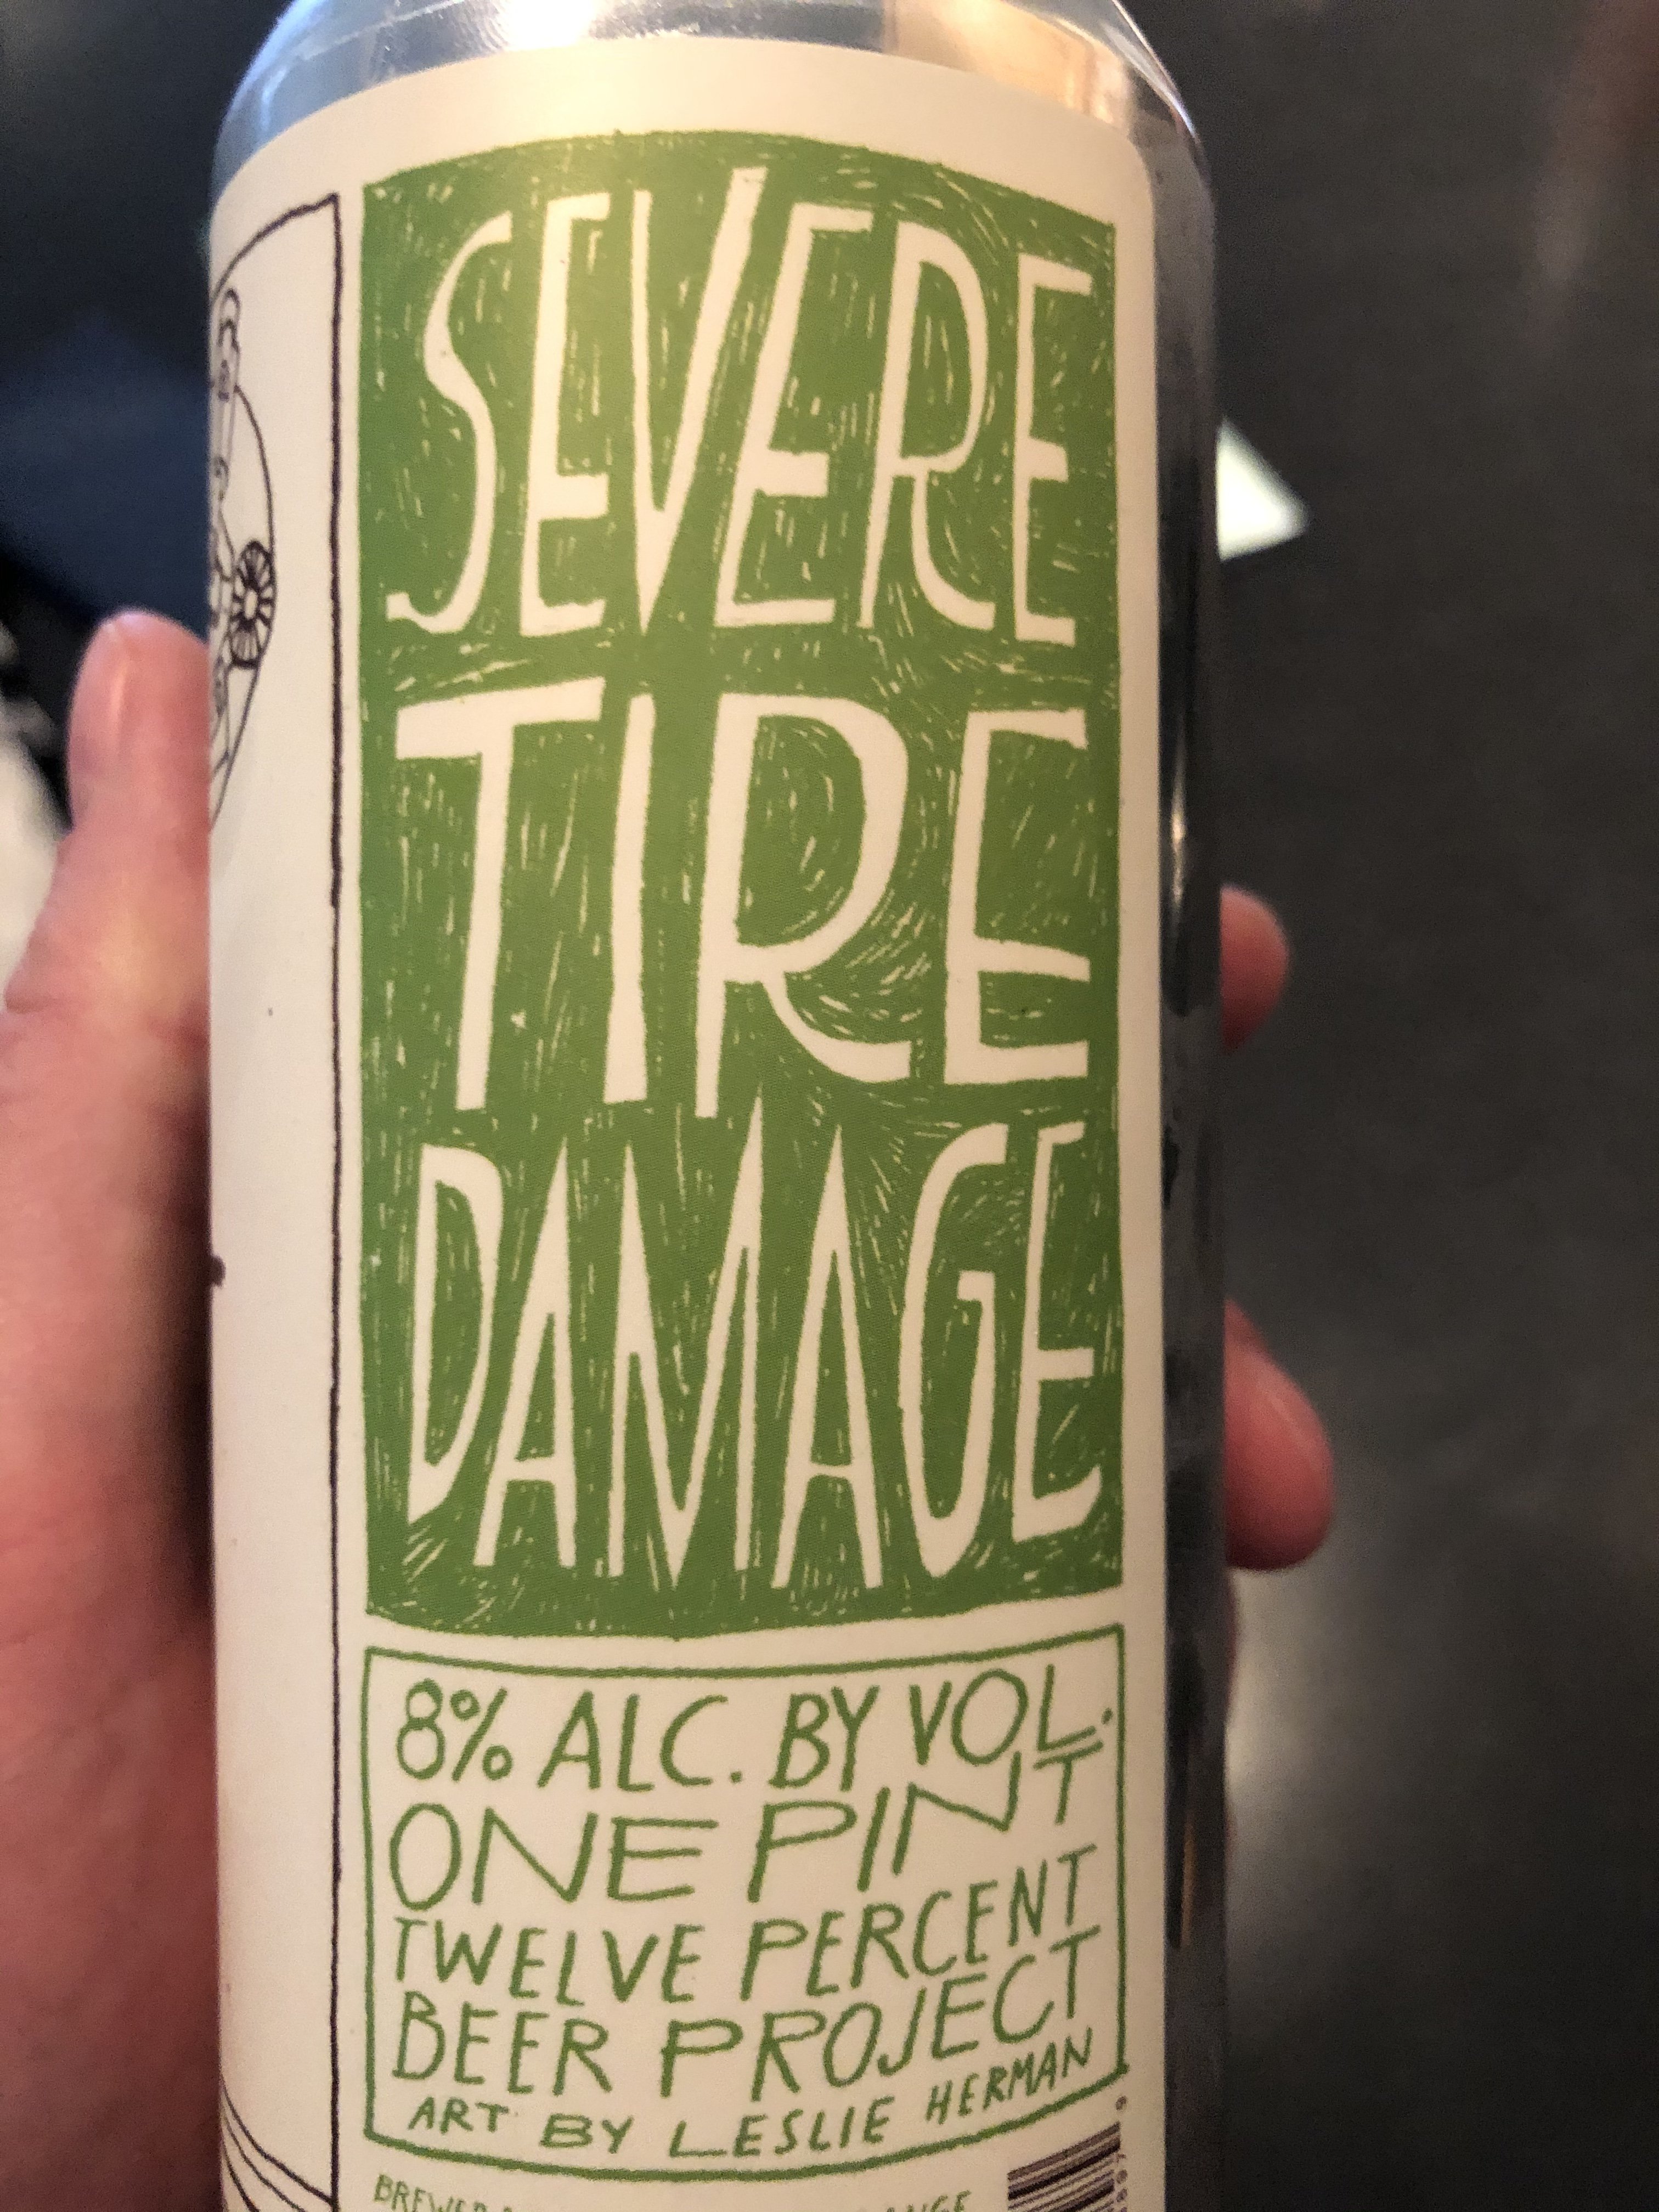 SEVERE
TIRE
DAMAGE
8% ALC. BY VOL.
ONE PINT
TWELVE PERCENT
BEER PROJECT
ART BY LESLIE HERMAN